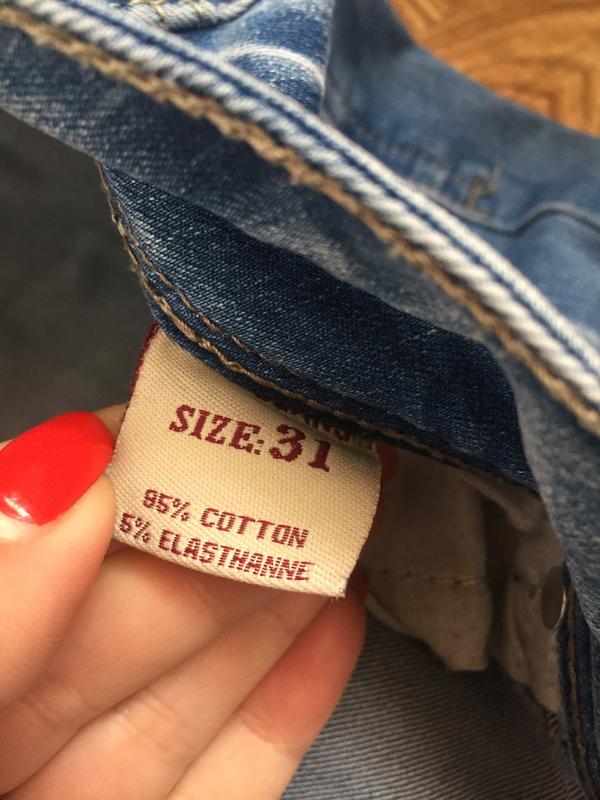 SIZE: 31
95% COTTON
5% ELASTHANNE